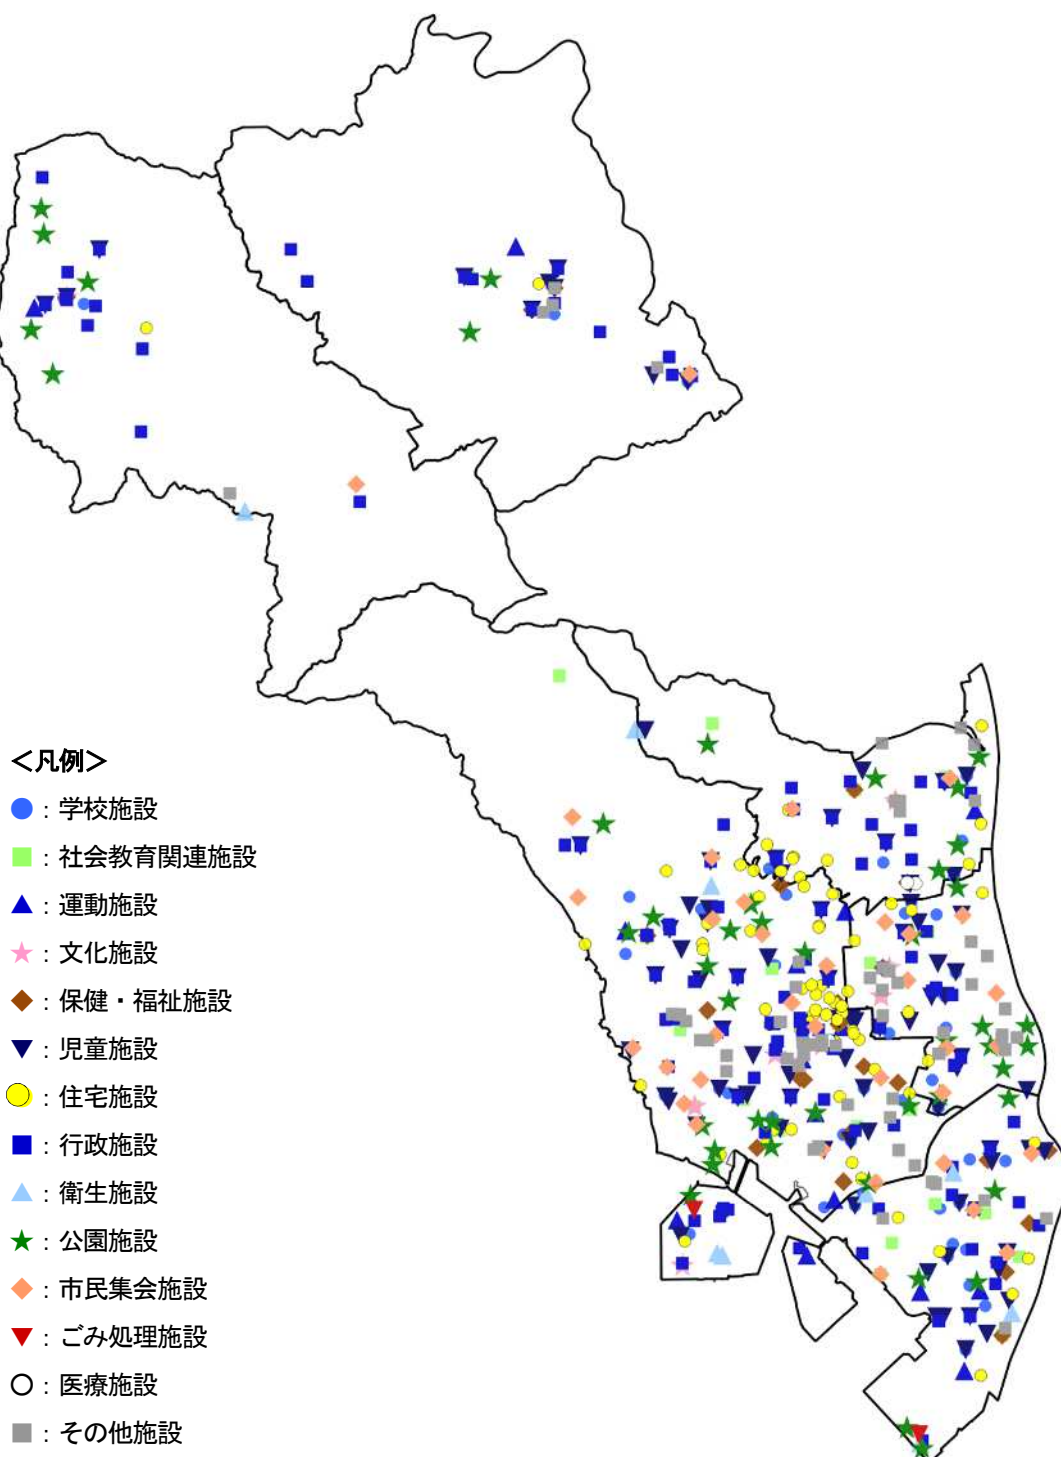 ＜凡例＞
：学校施設
：社会教育関連施設
：運動施設
：文化施設
：保健・福祉施設
：児童施設
：住宅施設
：行政施設
：衛生施設
：公園施設
：市民集会施設
：ごみ処理施設
：医療施設
：その他施設